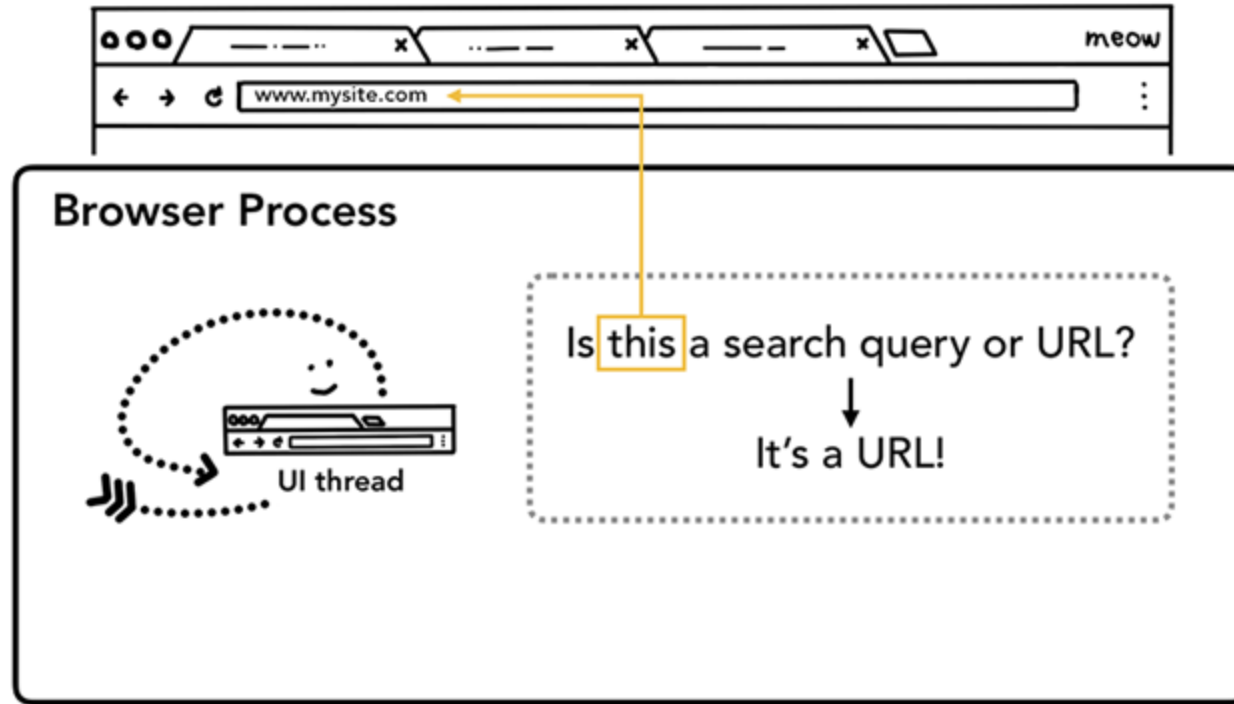 meow
www.mysite.com
Browser Process
Is this a search query or URL?
It's a URL!
UI thread